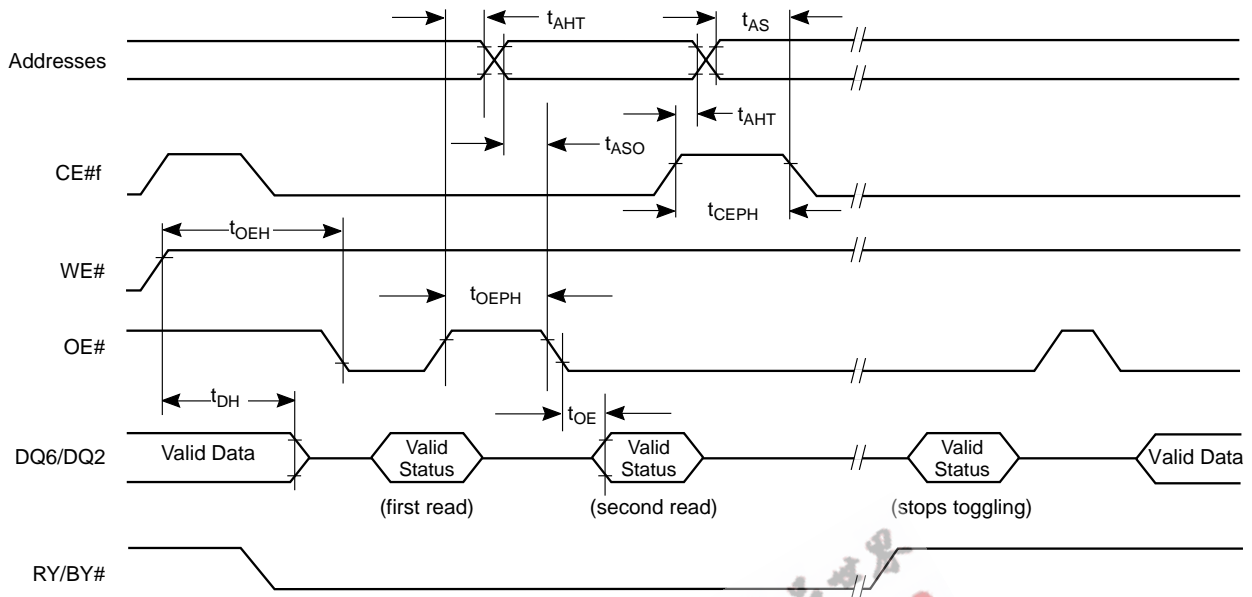 tAHT
tAS
Addresses
tAHT
tASO
CE#f
tCEPH
tOEH
WE#
tOEPH
OE#
tDH
tOE
DQ6/DQ2
Valid Data
Valid
Status
Valid
Status
Valid
Status
Valid Data
(first read)
(second read)
(stops toggling)
RY/BY#